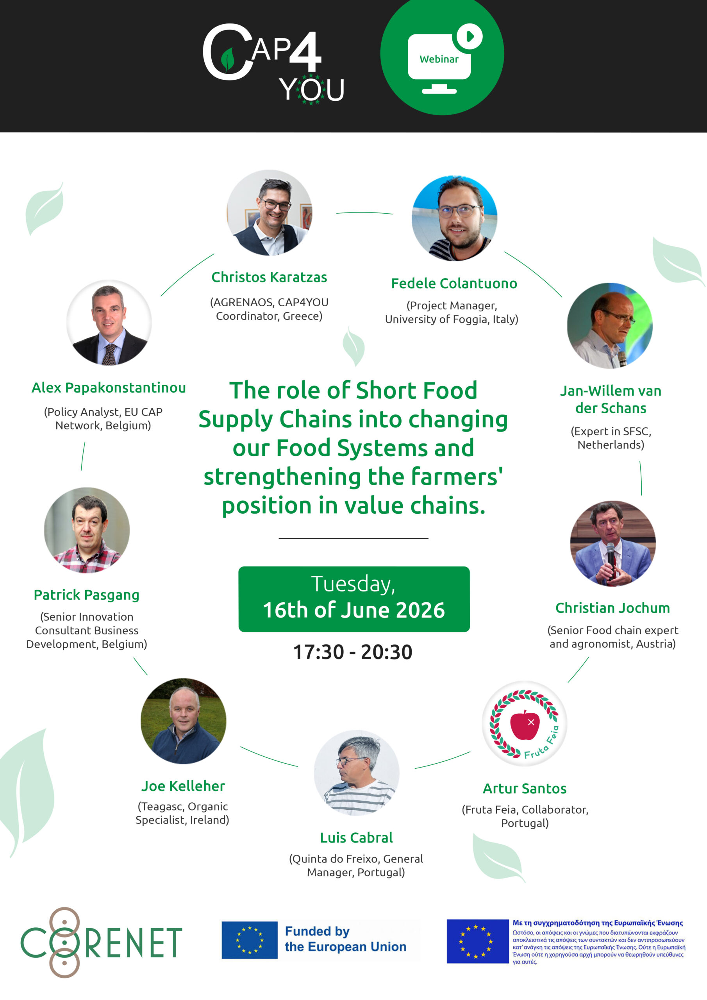 CAP4
YOU
Webinar
Christos Karatzas
(AGRENAOS, CAP4YOU
Coordinator, Greece)
Fedele Colantuono
(Project Manager,
University of Foggia, Italy)
Alex Papakonstantinou
(Policy Analyst, EU CAP
Network, Belgium)
Jan-Willem van
der Schans
(Expert in SFSC,
Netherlands)
The role of Short Food
Supply Chains into changing
our Food Systems and
strengthening the farmers'
position in value chains.
Tuesday,
16th of June 2026
17:30 - 20:30
Patrick Pasgang
(Senior Innovation
Consultant Business
Development, Belgium)
Christian Jochum
(Senior Food chain expert
and agronomist, Austria)
Joe Kelleher
(Teagasc, Organic
Specialist, Ireland)
Luis Cabral
(Quinta do Freixo, General
Manager, Portugal)
Fruta Feia
Artur Santos
(Fruta Feia, Collaborator,
Portugal)
CORENET
Funded by
the European Union
Με τη συγχρηματοδότηση της Ευρωπαϊκής Ένωσης
Ωστόσο, οι απόψεις και οι γνώμες που διατυπώνονται εκφράζουν
αποκλειστικά τις απόψεις των συντακτών και δεν αντιπροσωπεύουν
κατ' ανάγκη τις απόψεις της Ευρωπαϊκής Ένωσης. Ούτε η Ευρωπαϊκή
Ένωση ούτε η χορηγούσα αρχή μπορούν να θεωρηθούν υπεύθυνες
για αυτές.